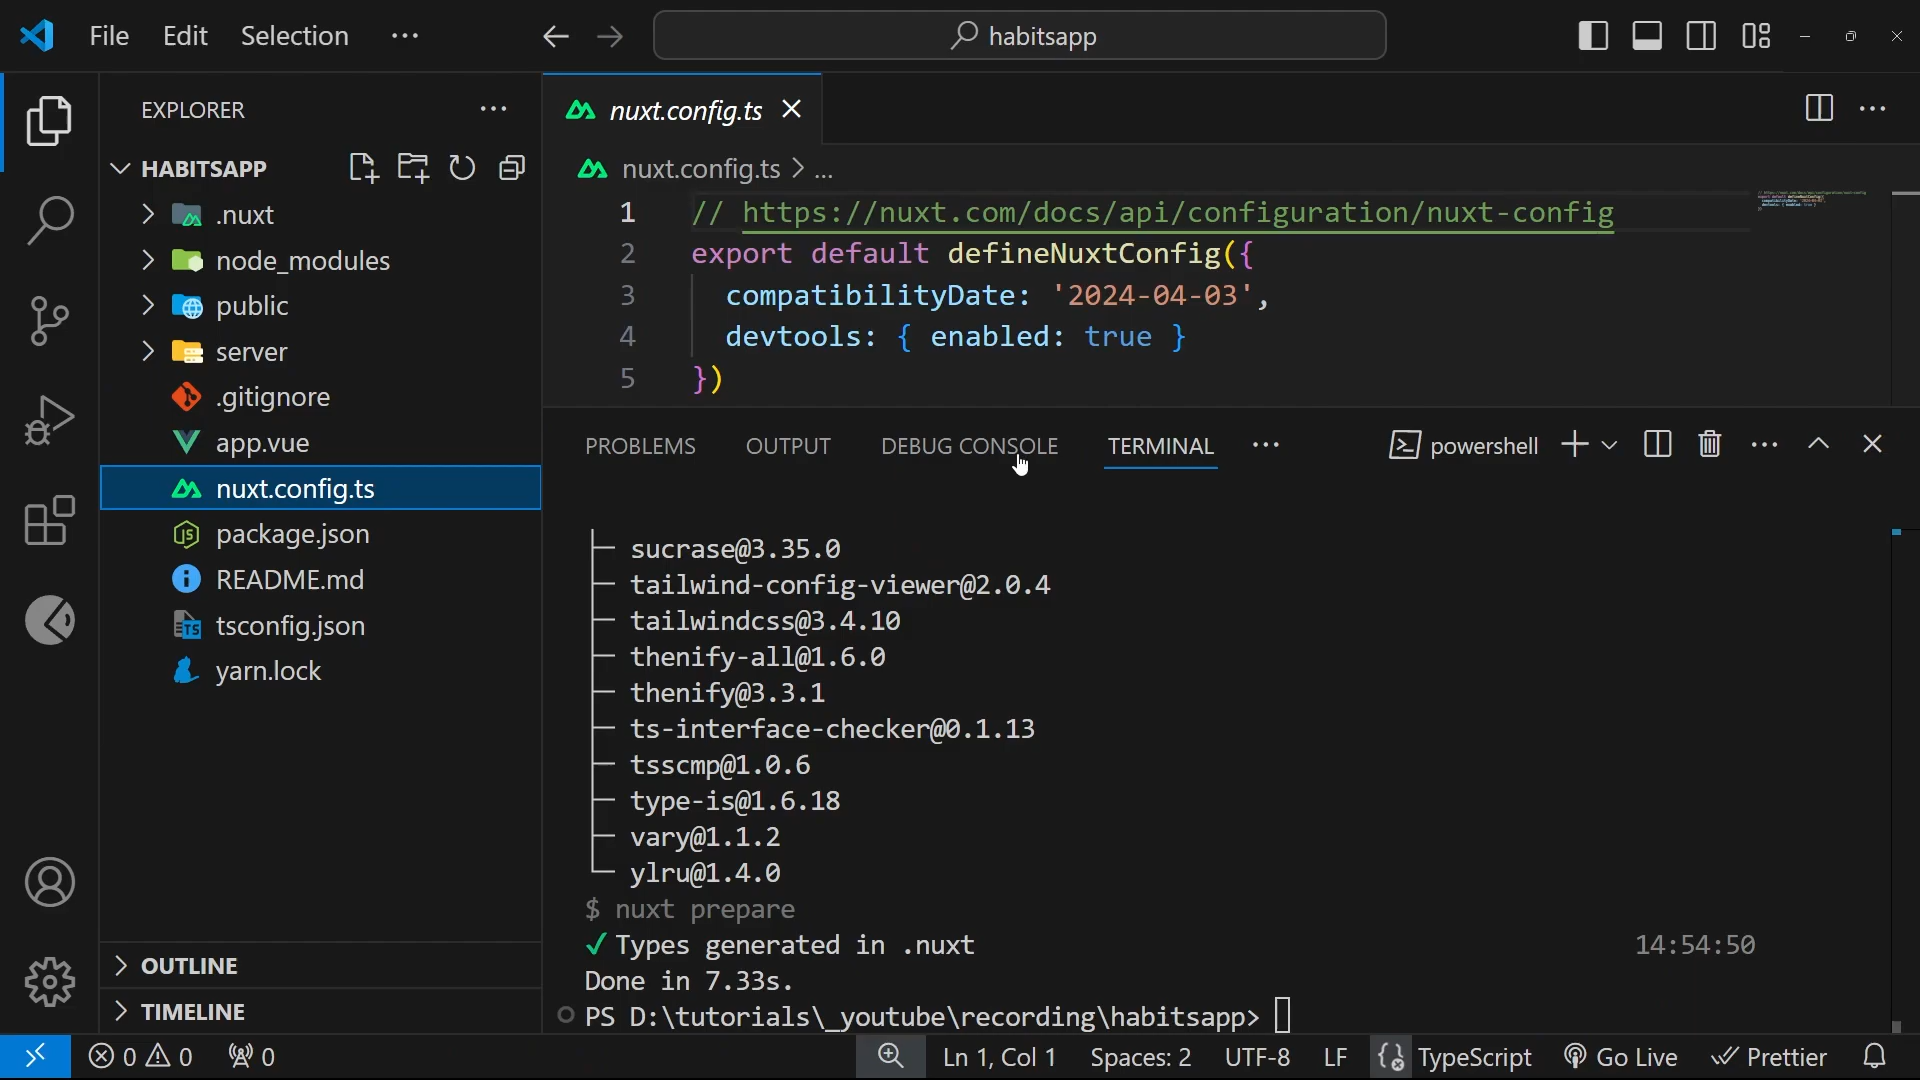 File Edit Selection ··· habitsapp
EXPLORER
HABITSAPP
.nuxt
node_modules
public
server
.gitignore
app.vue
nuxt.config.ts
package.json
README.md
tsconfig.json
yarn.lock
OUTLINE
TIMELINE
nuxt.config.ts
nuxt.config.ts > ...
1 // https://nuxt.com/docs/api/configuration/nuxt-config
2 export default defineNuxtConfig({
3 compatibilityDate: '2024-04-03',
4 devtools: { enabled: true }
5 })
PROBLEMS OUTPUT DEBUG CONSOLE TERMINAL ··· powershell
├─ sucrase@3.35.0
├─ tailwind-config-viewer@2.0.4
├─ tailwindcss@3.4.10
├─ thenify-all@1.6.0
├─ thenify@3.3.1
├─ ts-interface-checker@0.1.13
├─ tsscmp@1.0.6
├─ type-is@1.6.18
├─ vary@1.1.2
└─ ylru@1.4.0
$ nuxt prepare
✓ Types generated in .nuxt 14:54:50
Done in 7.33s.
PS D:\tutorials\_youtube\recording\habitsapp>
0 0 0 Ln 1, Col 1 Spaces: 2 UTF-8 LF TypeScript Go Live Prettier